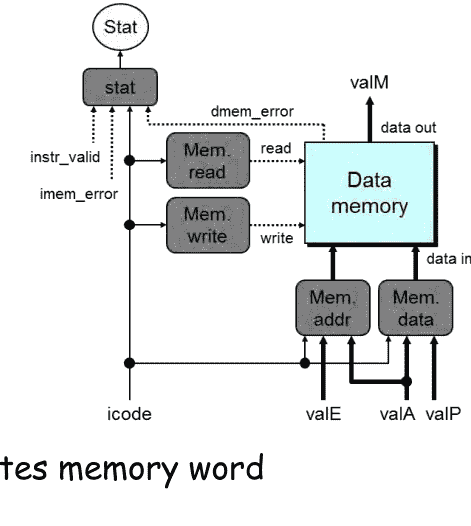 Stat
stat
valM
dmem_error
data out
instr_valid
Mem.
read
read
imem_error
Data
memory
Mem.
write
write
data in
Mem.
addr
Mem.
data
icode
valE
valA
valP
tes memory word